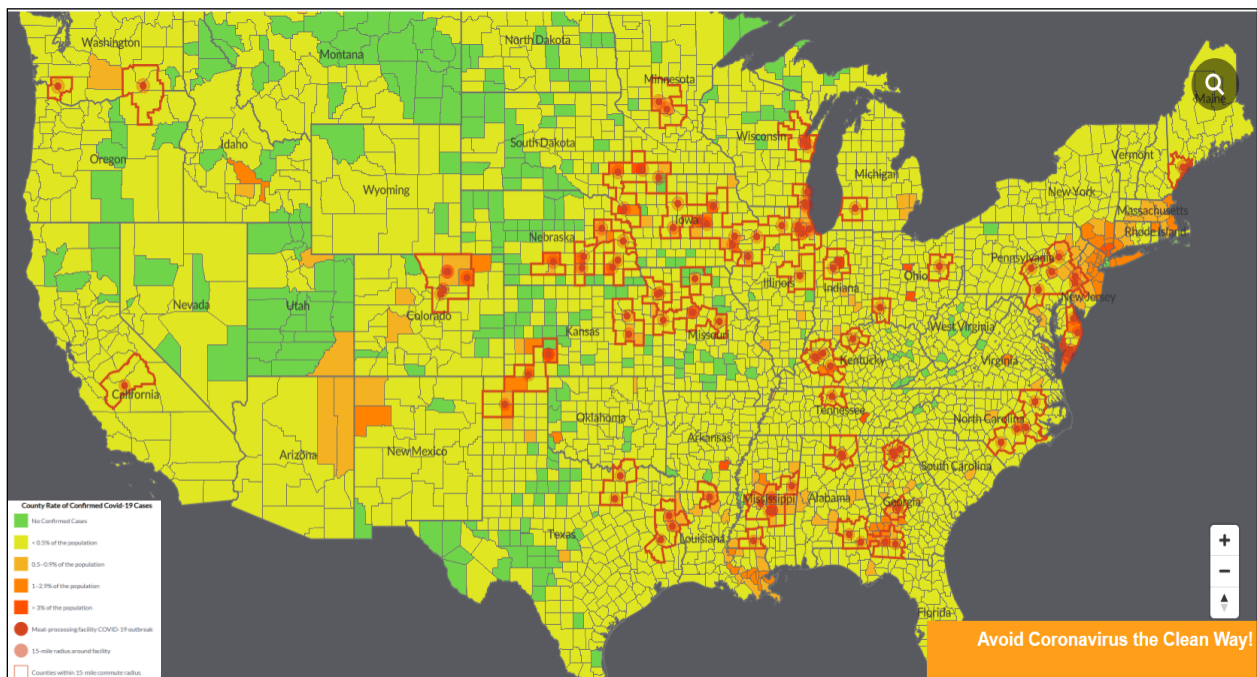 Washington
Montana
North Dakota
Minnesota
Maine
Oregon
Idaho
South Dakota
Wisconsin
Michigan
Vermont
New York
Wyoming
Massachusetts
Rhode Island
Iowa
Nebraska
Pennsylvania
Ohio
Illinois
Indiana
Nevada
Utah
Colorado
New Jersey
Kansas
Missouri
West Virginia
Kentucky
Virginia
California
Tennessee
North Carolina
Oklahoma
Arkansas
Arizona
New Mexico
South Carolina
Mississippi
Alabama
Georgia
Texas
Louisiana
Florida
County Rate of Confirmed Covid-19 Cases
No Confirmed Cases
< 0.5% of the population
0.5–0.9% of the population
1–2.9% of the population
> 3% of the population
Meat-processing facility COVID-19 outbreak
15-mile radius around facility
Counties within 15-mile commute radius
+
−
Avoid Coronavirus the Clean Way!